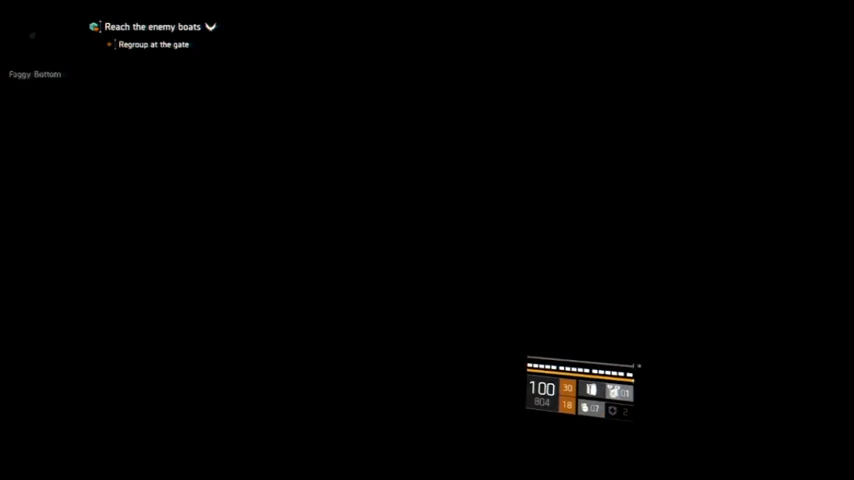 Reach the enemy boats
Regroup at the gate
Foggy Bottom
100 30 01
804 18 07 2